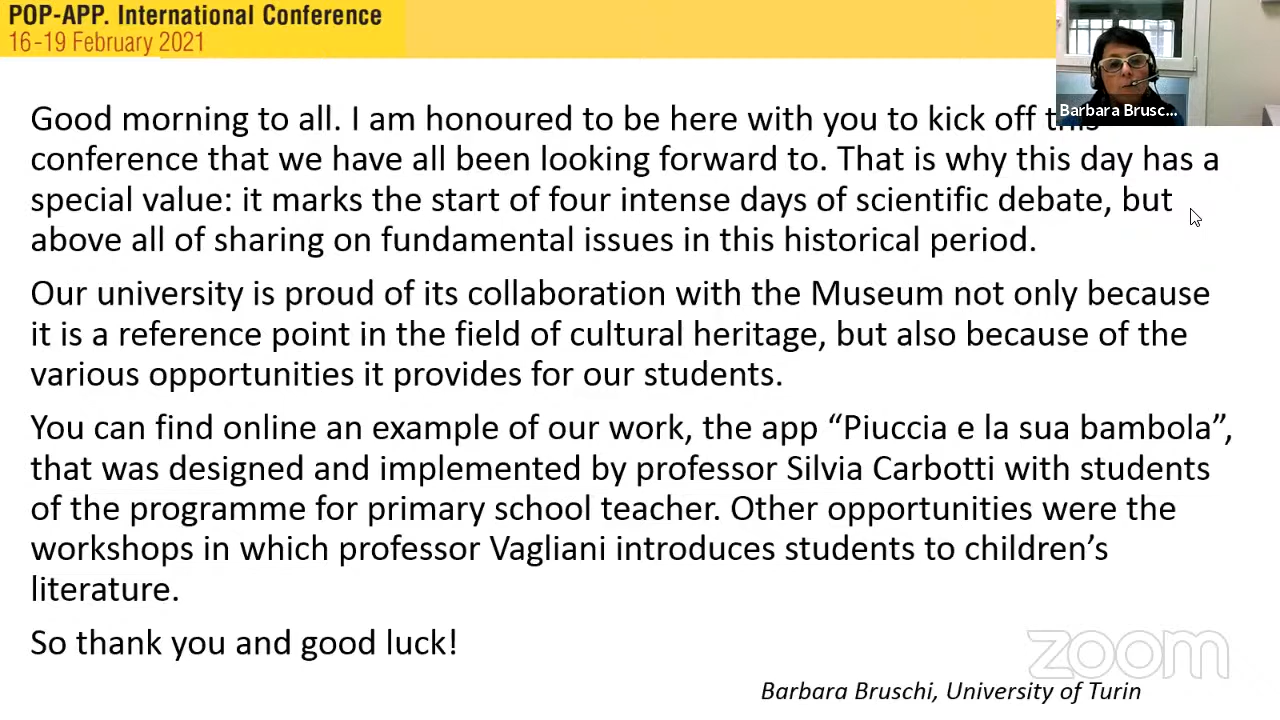 POP-APP. International Conference
16-19 February 2021
Barbara Brusc...
Good morning to all. I am honoured to be here with you to kick off this
conference that we have all been looking forward to. That is why this day has a
special value: it marks the start of four intense days of scientific debate, but
above all of sharing on fundamental issues in this historical period.
Our university is proud of its collaboration with the Museum not only because
it is a reference point in the field of cultural heritage, but also because of the
various opportunities it provides for our students.
You can find online an example of our work, the app “Piuccia e la sua bambola”,
that was designed and implemented by professor Silvia Carbotti with students
of the programme for primary school teacher. Other opportunities were the
workshops in which professor Vagliani introduces students to children’s
literature.
So thank you and good luck!
zoom
Barbara Bruschi, University of Turin